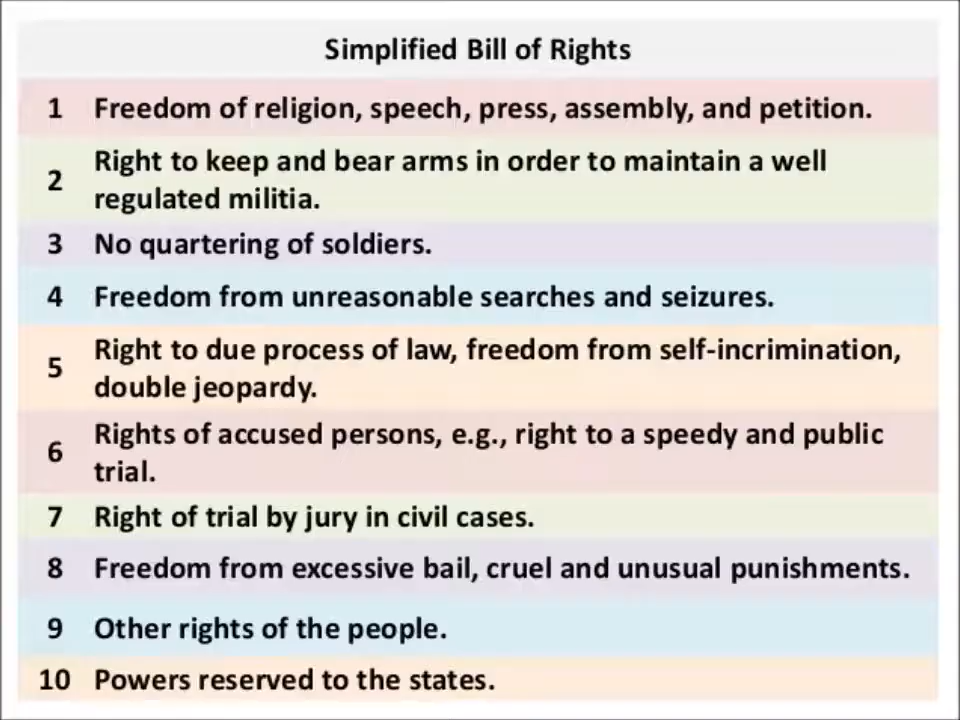 Simplified Bill of Rights
1 Freedom of religion, speech, press, assembly, and petition.
2 Right to keep and bear arms in order to maintain a well
regulated militia.
3 No quartering of soldiers.
4 Freedom from unreasonable searches and seizures.
5 Right to due process of law, freedom from self-incrimination,
double jeopardy.
6 Rights of accused persons, e.g., right to a speedy and public
trial.
7 Right of trial by jury in civil cases.
8 Freedom from excessive bail, cruel and unusual punishments.
9 Other rights of the people.
10 Powers reserved to the states.